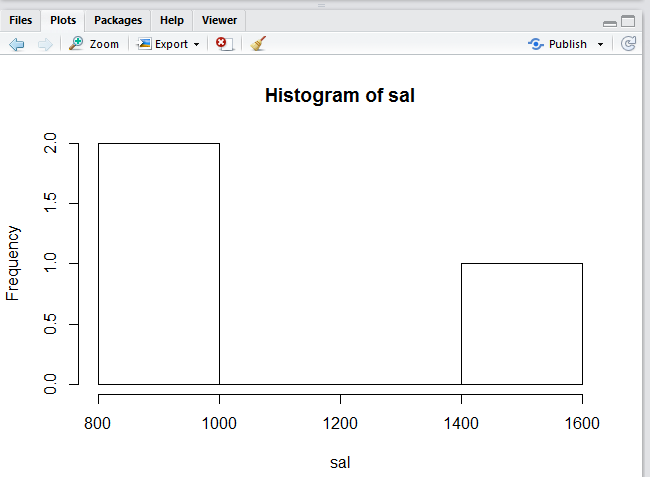 Files Plots Packages Help Viewer
Zoom Export Publish
Histogram of sal
Frequency
2.0
1.5
1.0
0.5
0.0
800 1000 1200 1400 1600
sal